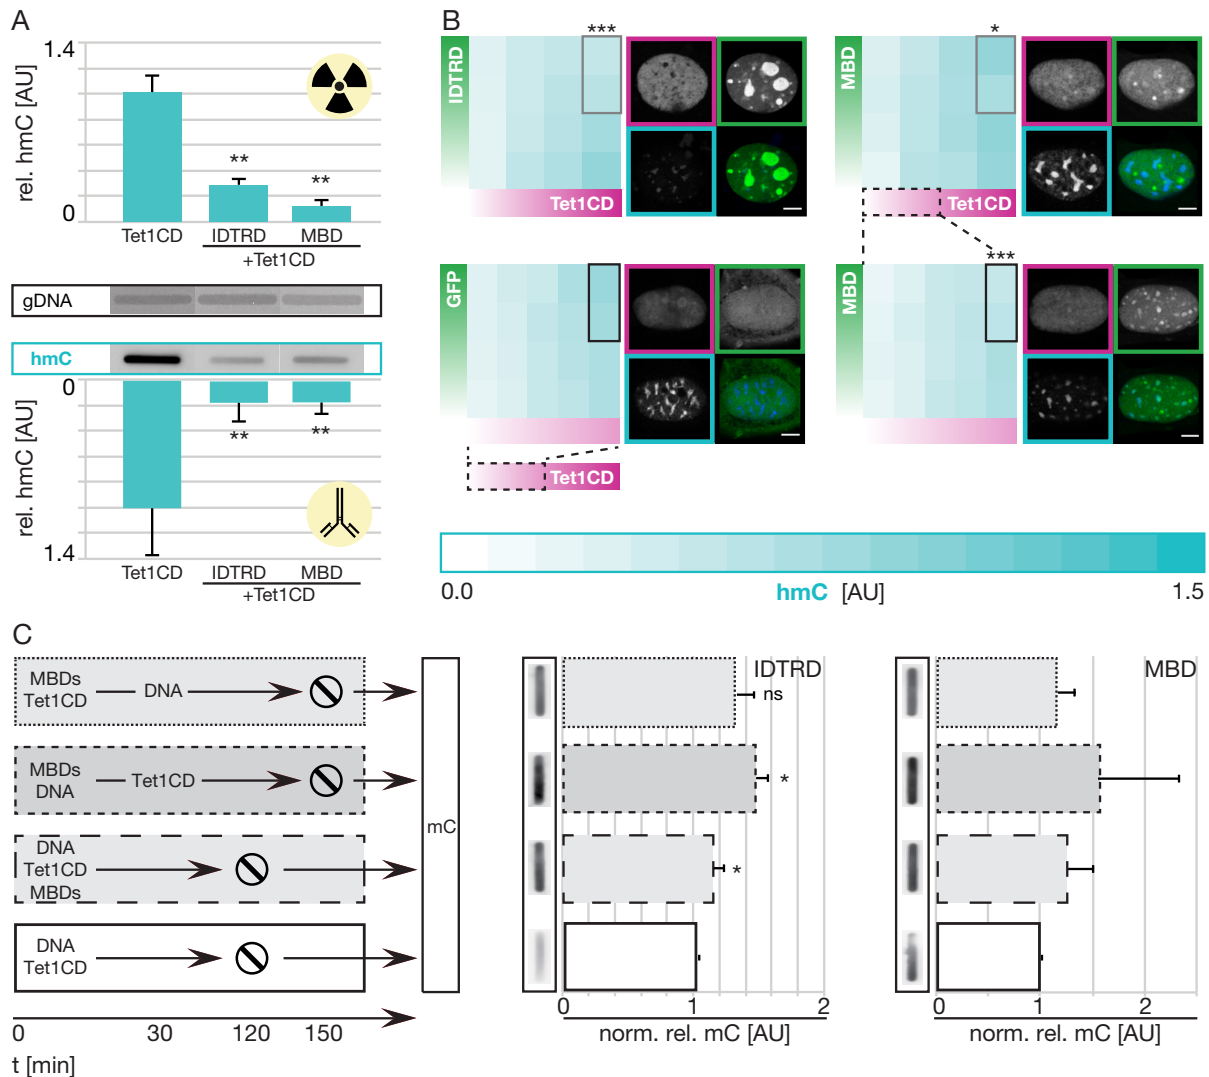 A
1.4
rel. hmC [AU]
**
**
0
Tet1CD
IDTRD
MBD
+Tet1CD
gDNA
hmC
0
rel. hmC [AU]
**
**
1.4
Tet1CD
IDTRD
MBD
+Tet1CD
B
***
IDTRD
Tet1CD
*
MBD
Tet1CD
GFP
Tet1CD
***
MBD
0.0
hmC [AU]
1.5
C
MBDs
Tet1CD
DNA
MBDs
DNA
Tet1CD
DNA
Tet1CD
MBDs
DNA
Tet1CD
mC
0 30 120 150
t [min]
IDTRD
ns
*
*
0 1 2
norm. rel. mC [AU]
MBD
0 1 2
norm. rel. mC [AU]